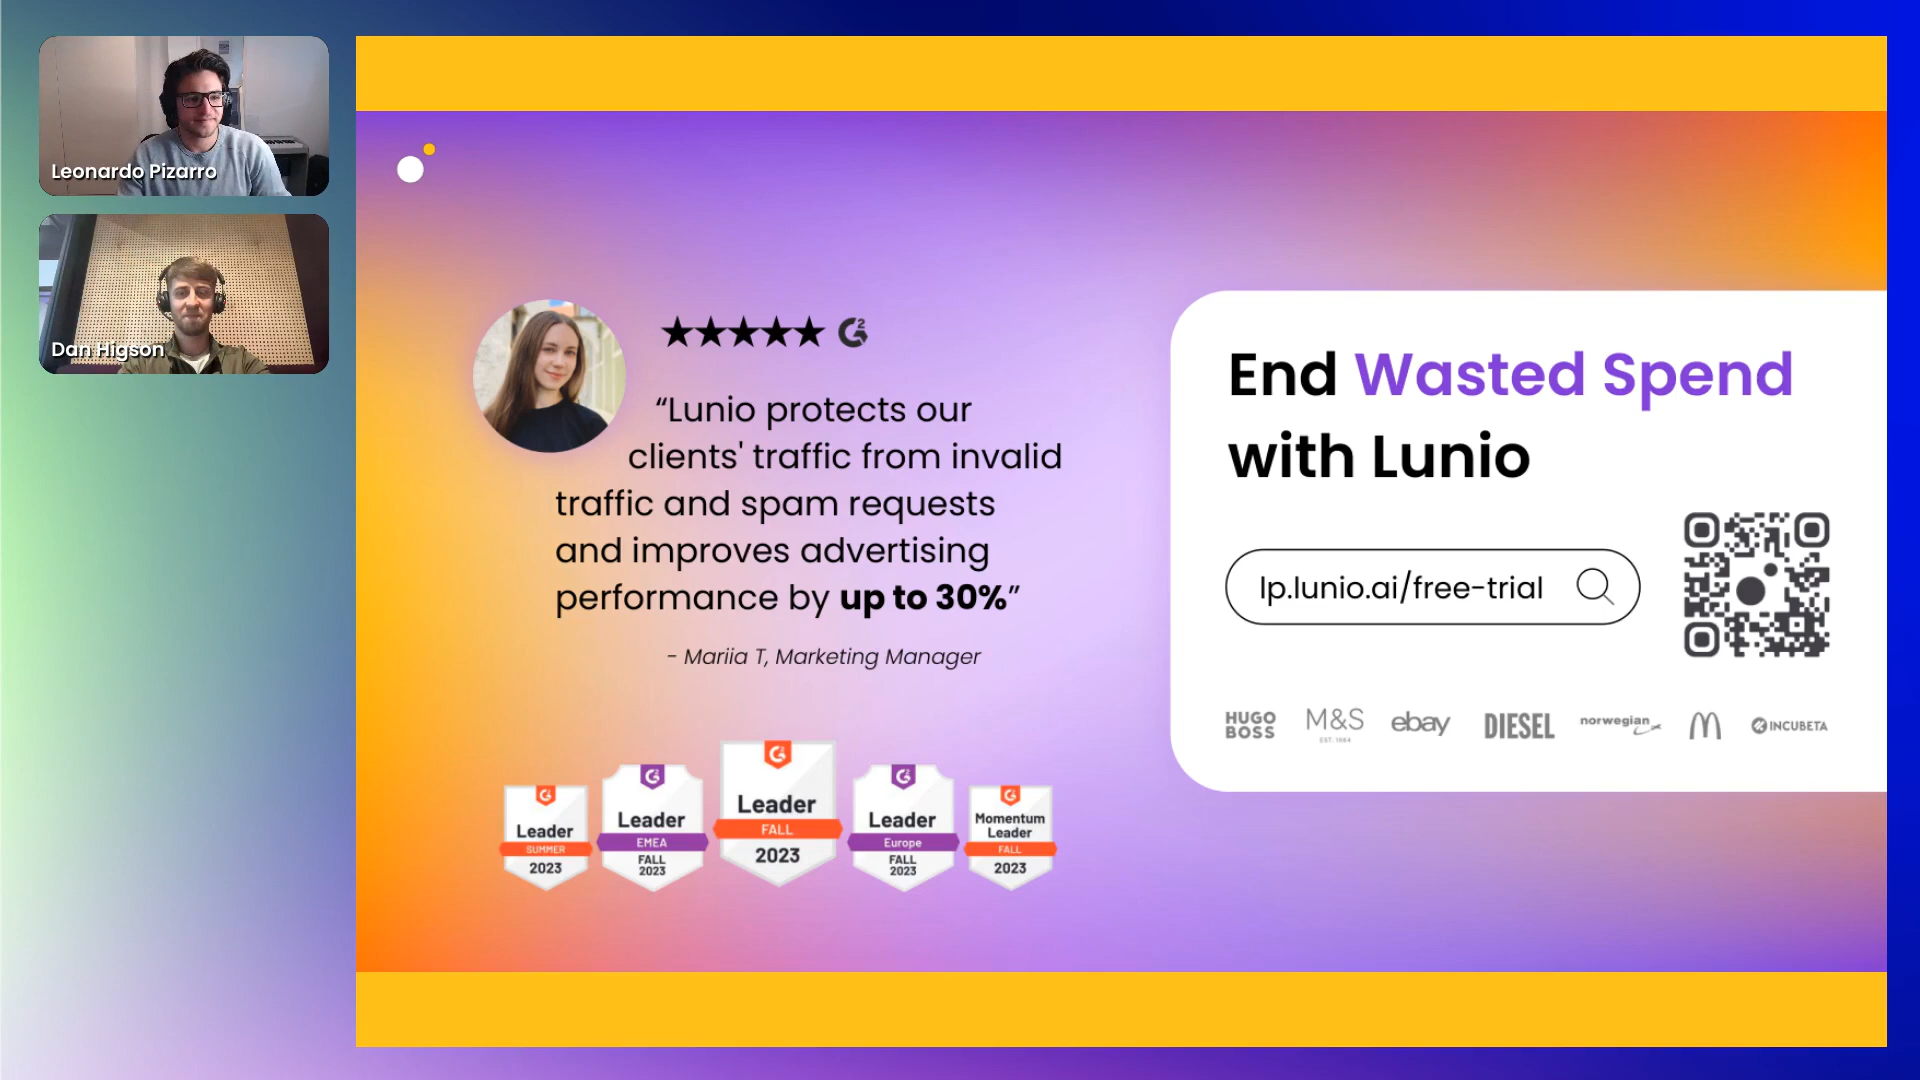 Leonardo Pizarro
Dan Higson
“Lunio protects our
clients' traffic from invalid
traffic and spam requests
and improves advertising
performance by up to 30%”
- Mariia T, Marketing Manager
Leader
SUMMER
2023
Leader
EMEA
FALL
2023
Leader
FALL
2023
Leader
Europe
FALL
2023
Momentum
Leader
FALL
2023
End Wasted Spend
with Lunio
lp.lunio.ai/free-trial
HUGO
BOSS
M&S
EST. 1884
ebay
DIESEL
norwegian
INCUBETA